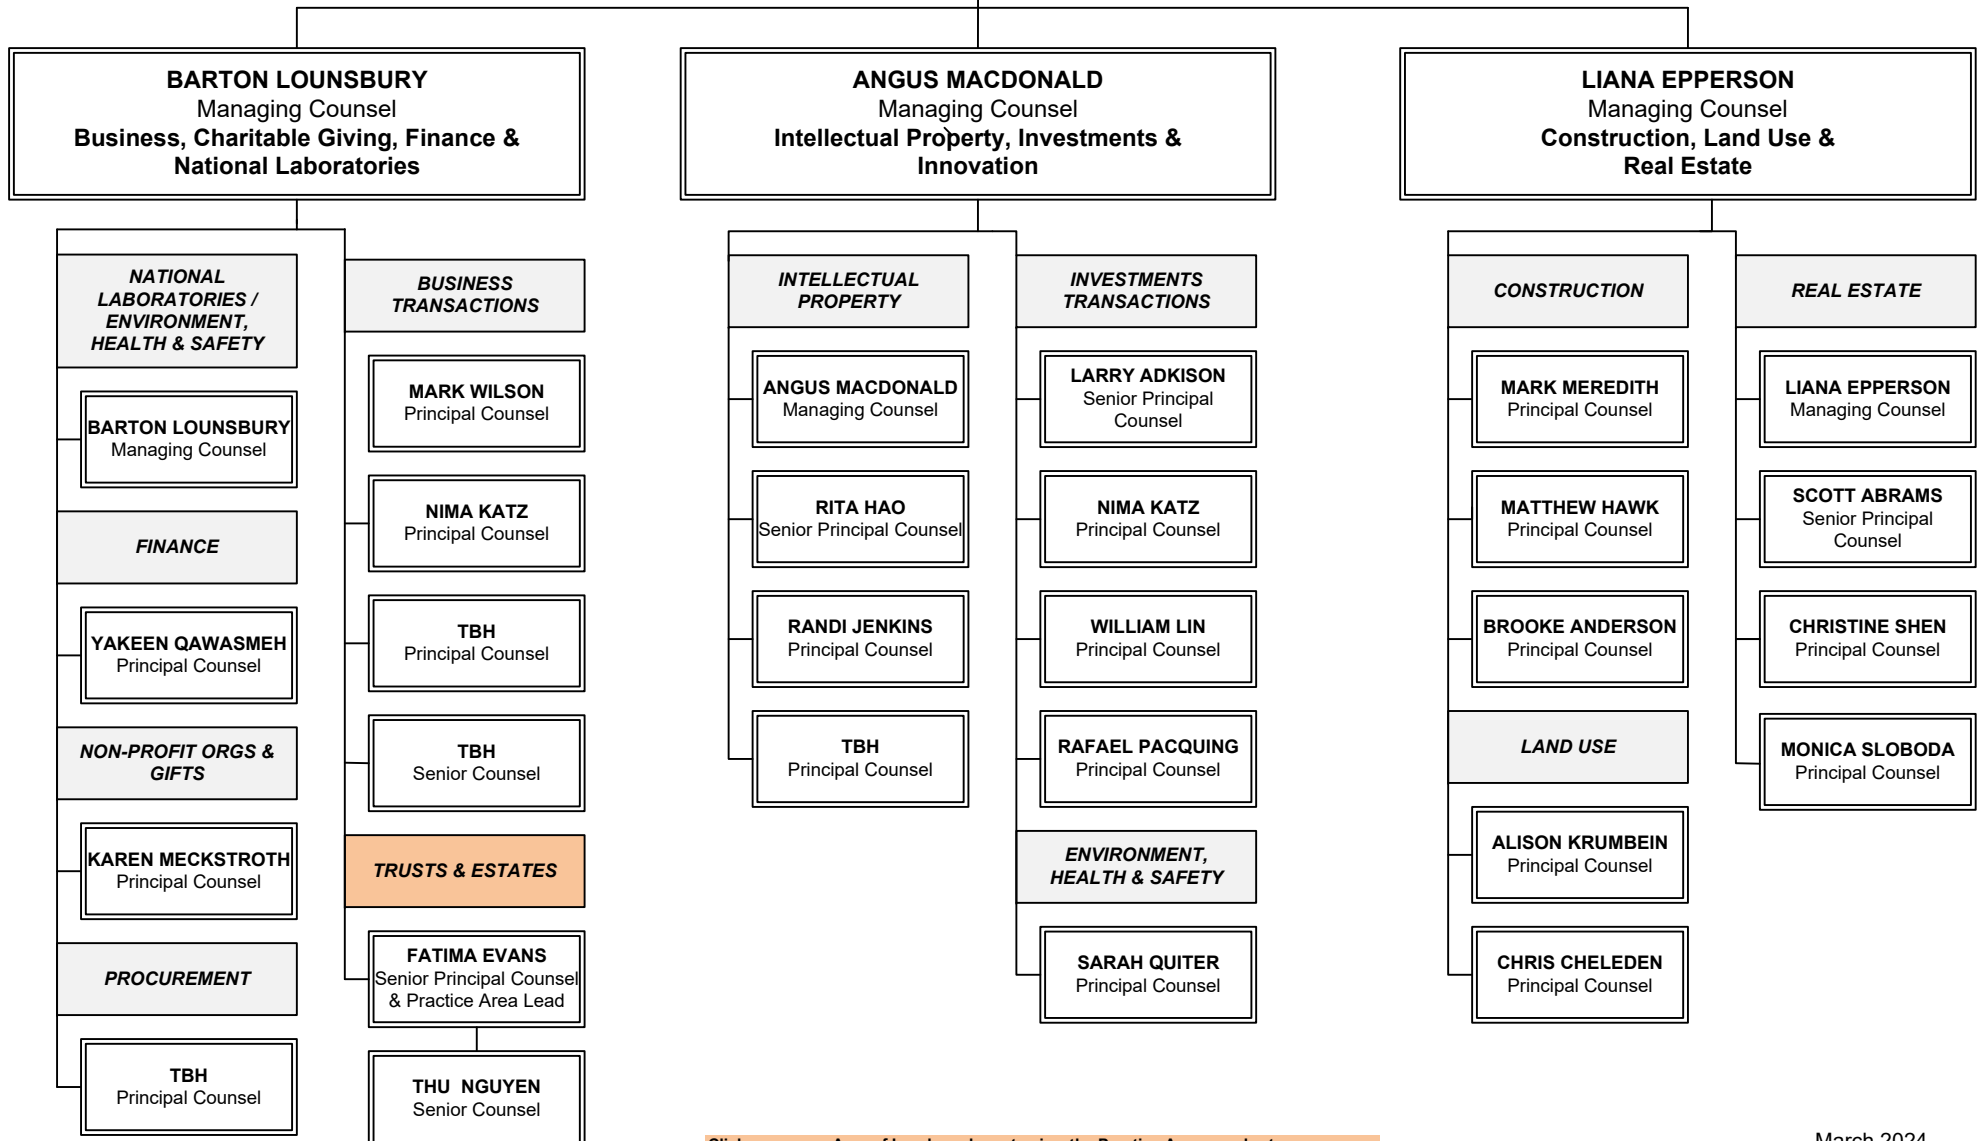 BARTON LOUNSBURY
Managing Counsel
Business, Charitable Giving, Finance &
National Laboratories
ANGUS MACDONALD
Managing Counsel
Intellectual Property, Investments &
Innovation
LIANA EPPERSON
Managing Counsel
Construction, Land Use &
Real Estate
NATIONAL
LABORATORIES /
ENVIRONMENT,
HEALTH & SAFETY
BARTON LOUNSBURY
Managing Counsel
FINANCE
YAKEEN QAWASMEH
Principal Counsel
NON-PROFIT ORGS &
GIFTS
KAREN MECKSTROTH
Principal Counsel
PROCUREMENT
TBH
Principal Counsel
BUSINESS
TRANSACTIONS
MARK WILSON
Principal Counsel
NIMA KATZ
Principal Counsel
TBH
Principal Counsel
TBH
Senior Counsel
TRUSTS & ESTATES
FATIMA EVANS
Senior Principal Counsel
& Practice Area Lead
THU NGUYEN
Senior Counsel
INTELLECTUAL
PROPERTY
ANGUS MACDONALD
Managing Counsel
RITA HAO
Senior Principal Counsel
RANDI JENKINS
Principal Counsel
TBH
Principal Counsel
INVESTMENTS
TRANSACTIONS
LARRY ADKISON
Senior Principal
Counsel
NIMA KATZ
Principal Counsel
WILLIAM LIN
Principal Counsel
RAFAEL PACQUING
Principal Counsel
ENVIRONMENT,
HEALTH & SAFETY
SARAH QUITER
Principal Counsel
CONSTRUCTION
MARK MEREDITH
Principal Counsel
MATTHEW HAWK
Principal Counsel
BROOKE ANDERSON
Principal Counsel
LAND USE
ALISON KRUMBEIN
Principal Counsel
CHRIS CHELEDEN
Principal Counsel
REAL ESTATE
LIANA EPPERSON
Managing Counsel
SCOTT ABRAMS
Senior Principal
Counsel
CHRISTINE SHEN
Principal Counsel
MONICA SLOBODA
Principal Counsel
March 2024